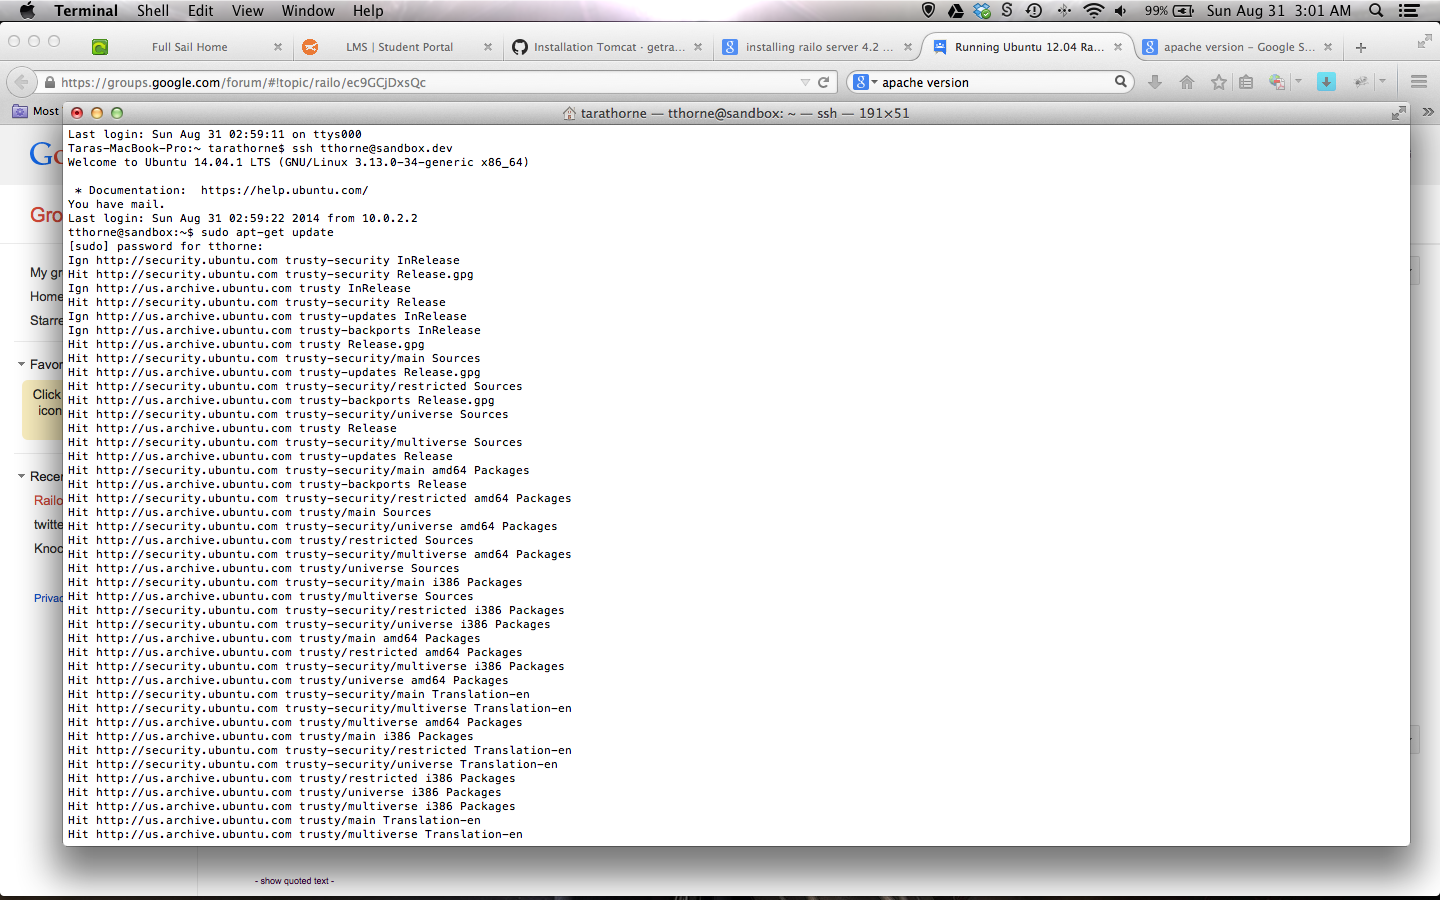 Terminal Shell Edit View Window Help 99% Sun Aug 31 3:01 AM
Full Sail Home LMS | Student Portal Installation Tomcat - getra... installing railo server 4.2 ... Running Ubuntu 12.04 Ra... apache version - Google S...
https://groups.google.com/forum/#!topic/railo/ec9GCjDxsQc apache version
Most
tarathorne — tthorne@sandbox: ~ — ssh — 191×51
Last login: Sun Aug 31 02:59:11 on ttys000
Taras-MacBook-Pro:~ tarathorne$ ssh tthorne@sandbox.dev
Welcome to Ubuntu 14.04.1 LTS (GNU/Linux 3.13.0-34-generic x86_64)
* Documentation: https://help.ubuntu.com/
You have mail.
Last login: Sun Aug 31 02:59:22 2014 from 10.0.2.2
tthorne@sandbox:~$ sudo apt-get update
[sudo] password for tthorne:
Ign http://security.ubuntu.com trusty-security InRelease
Hit http://security.ubuntu.com trusty-security Release.gpg
Ign http://us.archive.ubuntu.com trusty InRelease
Hit http://security.ubuntu.com trusty-security Release
Ign http://us.archive.ubuntu.com trusty-updates InRelease
Ign http://us.archive.ubuntu.com trusty-backports InRelease
Hit http://us.archive.ubuntu.com trusty Release.gpg
Hit http://security.ubuntu.com trusty-security/main Sources
Hit http://us.archive.ubuntu.com trusty-updates Release.gpg
Hit http://security.ubuntu.com trusty-security/restricted Sources
Hit http://us.archive.ubuntu.com trusty-backports Release.gpg
Hit http://security.ubuntu.com trusty-security/universe Sources
Hit http://us.archive.ubuntu.com trusty Release
Hit http://security.ubuntu.com trusty-security/multiverse Sources
Hit http://us.archive.ubuntu.com trusty-updates Release
Hit http://security.ubuntu.com trusty-security/main amd64 Packages
Hit http://us.archive.ubuntu.com trusty-backports Release
Hit http://security.ubuntu.com trusty-security/restricted amd64 Packages
Hit http://us.archive.ubuntu.com trusty/main Sources
Hit http://security.ubuntu.com trusty-security/universe amd64 Packages
Hit http://us.archive.ubuntu.com trusty/restricted Sources
Hit http://security.ubuntu.com trusty-security/multiverse amd64 Packages
Hit http://us.archive.ubuntu.com trusty/universe Sources
Hit http://security.ubuntu.com trusty-security/main i386 Packages
Hit http://us.archive.ubuntu.com trusty/multiverse Sources
Hit http://security.ubuntu.com trusty-security/restricted i386 Packages
Hit http://security.ubuntu.com trusty-security/universe i386 Packages
Hit http://us.archive.ubuntu.com trusty/main amd64 Packages
Hit http://us.archive.ubuntu.com trusty/restricted amd64 Packages
Hit http://security.ubuntu.com trusty-security/multiverse i386 Packages
Hit http://us.archive.ubuntu.com trusty/universe amd64 Packages
Hit http://security.ubuntu.com trusty-security/main Translation-en
Hit http://security.ubuntu.com trusty-security/multiverse Translation-en
Hit http://us.archive.ubuntu.com trusty/multiverse amd64 Packages
Hit http://us.archive.ubuntu.com trusty/main i386 Packages
Hit http://security.ubuntu.com trusty-security/restricted Translation-en
Hit http://security.ubuntu.com trusty-security/universe Translation-en
Hit http://us.archive.ubuntu.com trusty/restricted i386 Packages
Hit http://us.archive.ubuntu.com trusty/universe i386 Packages
Hit http://us.archive.ubuntu.com trusty/multiverse i386 Packages
Hit http://us.archive.ubuntu.com trusty/main Translation-en
Hit http://us.archive.ubuntu.com trusty/multiverse Translation-en
Go
Gro
My gr
Home
Starre
Favor
Click
icon
Recer
Railo
twitte
Knoc
Privac
- show quoted text -